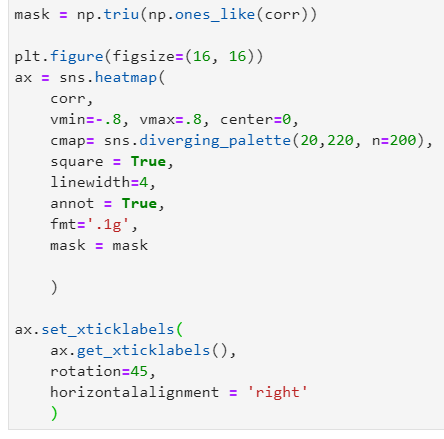 mask = np.triu(np.ones_like(corr))

plt.figure(figsize=(16, 16))
ax = sns.heatmap(
    corr,
    vmin=-.8, vmax=.8, center=0,
    cmap= sns.diverging_palette(20,220, n=200),
    square = True,
    linewidth=4,
    annot = True,
    fmt='.1g',
    mask = mask

    )

ax.set_xticklabels(
    ax.get_xticklabels(),
    rotation=45,
    horizontalalignment = 'right'
    )